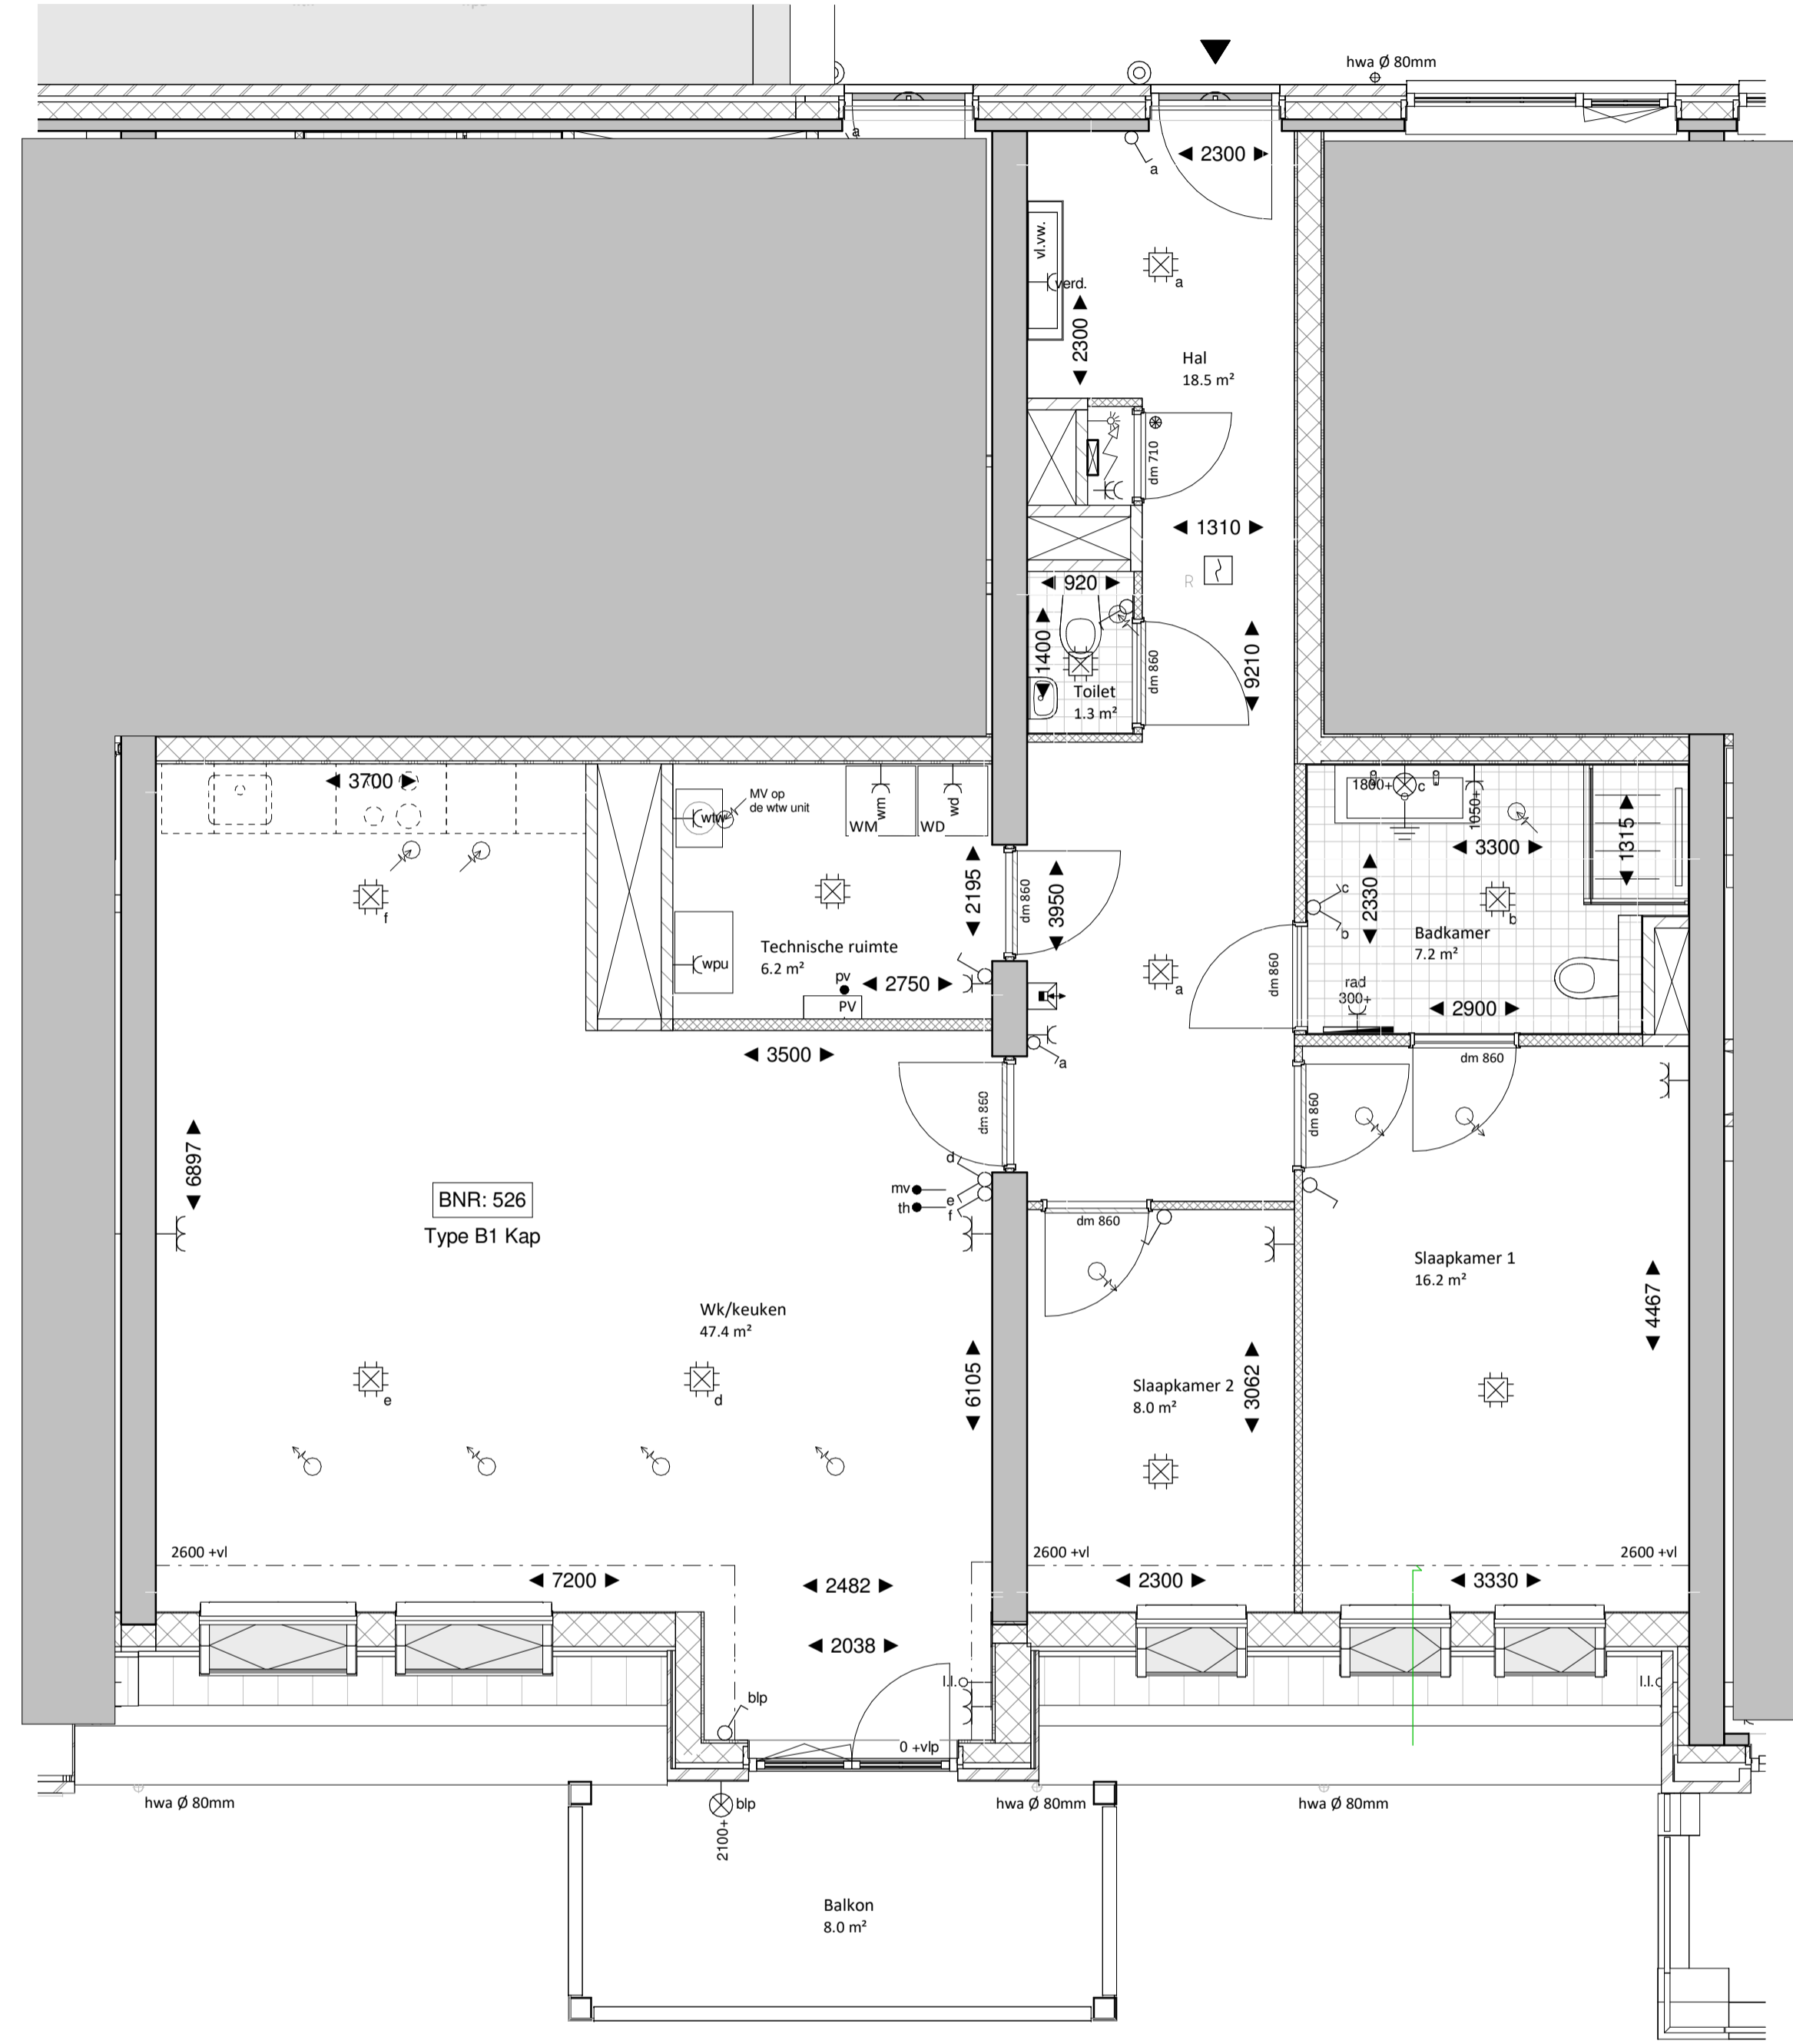 hwa Ø 80mm
a
2300
a
vl.vw.
verd.
a
2300
Hal
18.5 m²
dm 710
1310
R
920
1400
dm 860
9210
Toilet
1.3 m²
3700
MV op
de wtw unit
wtw
wm
wd
WM
WD
1800+
c
1050+
3300
1315
f
2195
dm 860
3950
2330
c
b
b
Technische ruimte
6.2 m²
Badkamer
7.2 m²
wpu
pv
PV
2750
a
dm 860
rad
300+
2900
3500
a
dm 860
dm 860
dm 860
6897
d
mv
th
e
f
BNR: 526
Type B1 Kap
dm 860
Slaapkamer 1
16.2 m²
4467
Wk/keuken
47.4 m²
6105
3062
Slaapkamer 2
8.0 m²
e
d
2600 +vl
2600 +vl
2600 +vl
7200
2482
2300
3330
2038
l.l.
l.l.
blp
0 +vlp
hwa Ø 80mm
blp
2100+
hwa Ø 80mm
hwa Ø 80mm
Balkon
8.0 m²